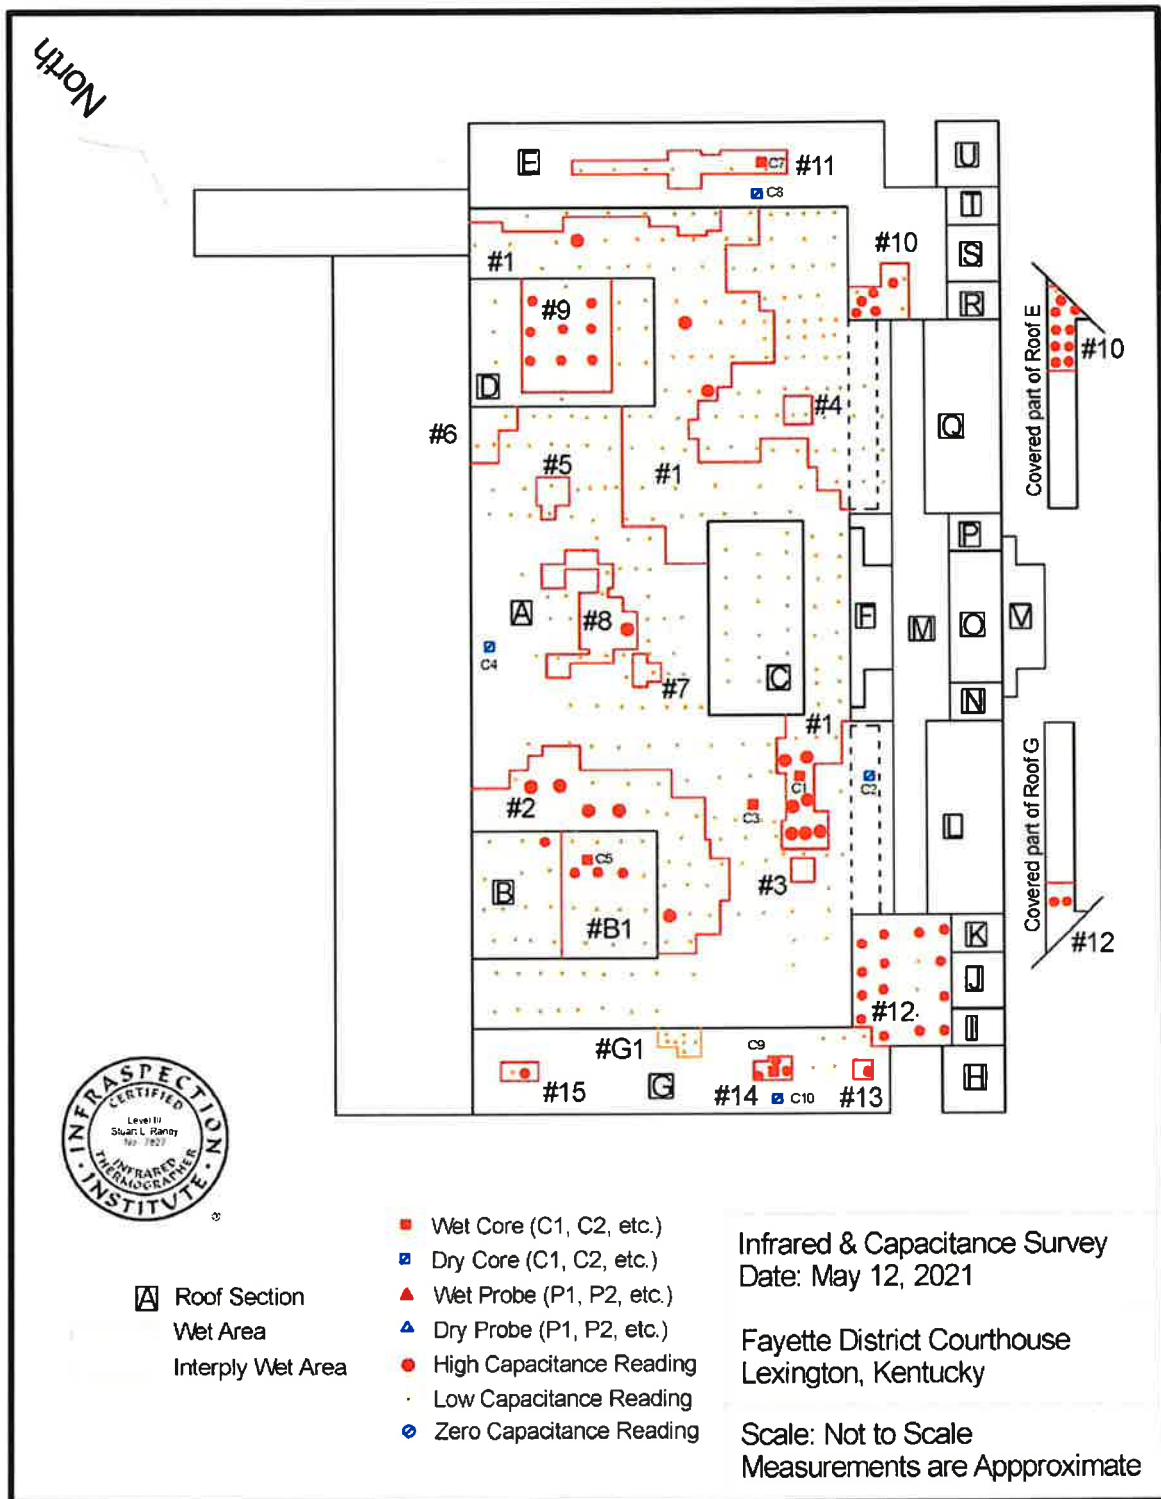 North
E
C7
#11
C8
U
T
S
R
#10
#1
#9
D
#4
#6
#5
#1
Q
Covered part of Roof E
#10
P
A
#8
F
M
O
V
C4
#7
C
N
#1
C1
C2
C3
#2
L
C5
B
#B1
#3
Covered part of Roof G
#12
K
J
#12
I
#G1
C9
#15
G
#14
C10
#13
H
INFRASPECTION
CERTIFIED
Level III
Stuart L. Raney
No. 7827
INFRARED
THERMOGRAPHER
INSTITUTE
®
A Roof Section
Wet Area
Interply Wet Area
Wet Core (C1, C2, etc.)
Dry Core (C1, C2, etc.)
Wet Probe (P1, P2, etc.)
Dry Probe (P1, P2, etc.)
High Capacitance Reading
Low Capacitance Reading
Zero Capacitance Reading
Infrared & Capacitance Survey
Date: May 12, 2021
Fayette District Courthouse
Lexington, Kentucky
Scale: Not to Scale
Measurements are Appproximate